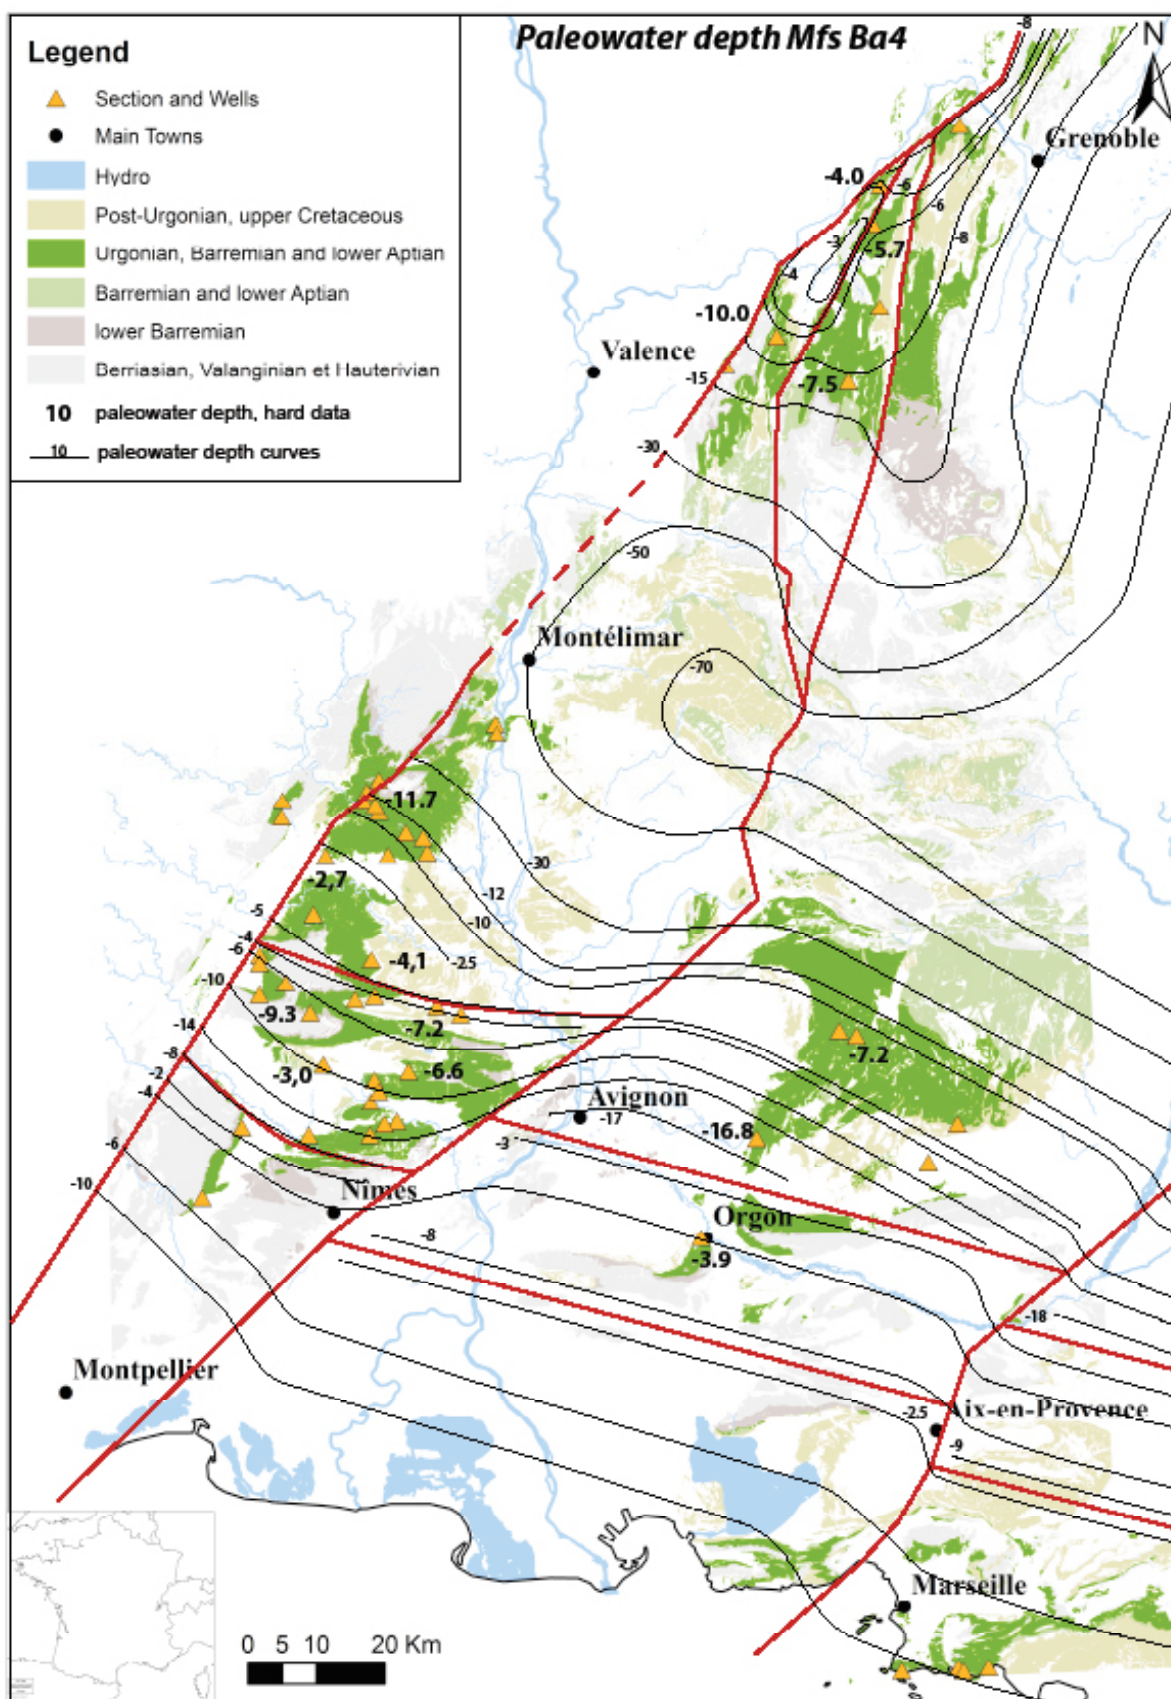 Paleowater depth Mfs Ba4
N
Legend
Section and Wells
Main Towns
Hydro
Post-Urgonian, upper Cretaceous
Urgonian, Barremian and lower Aptian
Barremian and lower Aptian
lower Barremian
Berriasian, Valanginian et Hauterivian
10 paleowater depth, hard data
10 paleowater depth curves
-8
Grenoble
-4.0
-6
-6
-3
-5.7
-8
-4
-10.0
Valence
-15
-7.5
-30
-50
Montélimar
-70
-11.7
-30
-2,7
-12
-5
-10
-4
-6
-4,1
-25
-10
-9.3
-7.2
-14
-7.2
-8
-3,0
-6.6
-2
-4
Avignon
-17
-16.8
-6
-3
-10
Nîmes
Orgon
-8
-3.9
-18
Montpellier
-25
Aix-en-Provence
-9
Marseille
0 5 10 20 Km